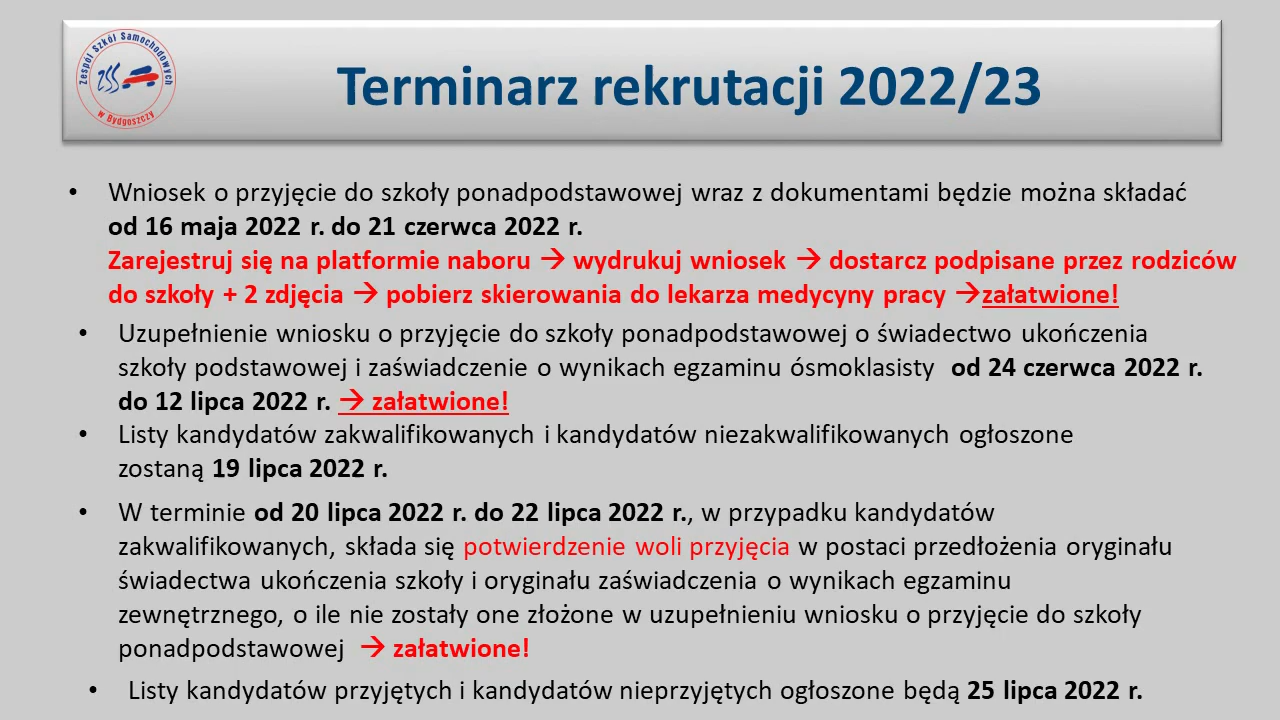 Zespół Szkół Samochodowych
ZSS
w Bydgoszczy
Terminarz rekrutacji 2022/23
• Wniosek o przyjęcie do szkoły ponadpodstawowej wraz z dokumentami będzie można składać
od 16 maja 2022 r. do 21 czerwca 2022 r.
Zarejestruj się na platformie naboru → wydrukuj wniosek → dostarcz podpisane przez rodziców
do szkoły + 2 zdjęcia → pobierz skierowania do lekarza medycyny pracy →załatwione!
• Uzupełnienie wniosku o przyjęcie do szkoły ponadpodstawowej o świadectwo ukończenia
szkoły podstawowej i zaświadczenie o wynikach egzaminu ósmoklasisty od 24 czerwca 2022 r.
do 12 lipca 2022 r. → załatwione!
• Listy kandydatów zakwalifikowanych i kandydatów niezakwalifikowanych ogłoszone
zostaną 19 lipca 2022 r.
• W terminie od 20 lipca 2022 r. do 22 lipca 2022 r., w przypadku kandydatów
zakwalifikowanych, składa się potwierdzenie woli przyjęcia w postaci przedłożenia oryginału
świadectwa ukończenia szkoły i oryginału zaświadczenia o wynikach egzaminu
zewnętrznego, o ile nie zostały one złożone w uzupełnieniu wniosku o przyjęcie do szkoły
ponadpodstawowej → załatwione!
• Listy kandydatów przyjętych i kandydatów nieprzyjętych ogłoszone będą 25 lipca 2022 r.